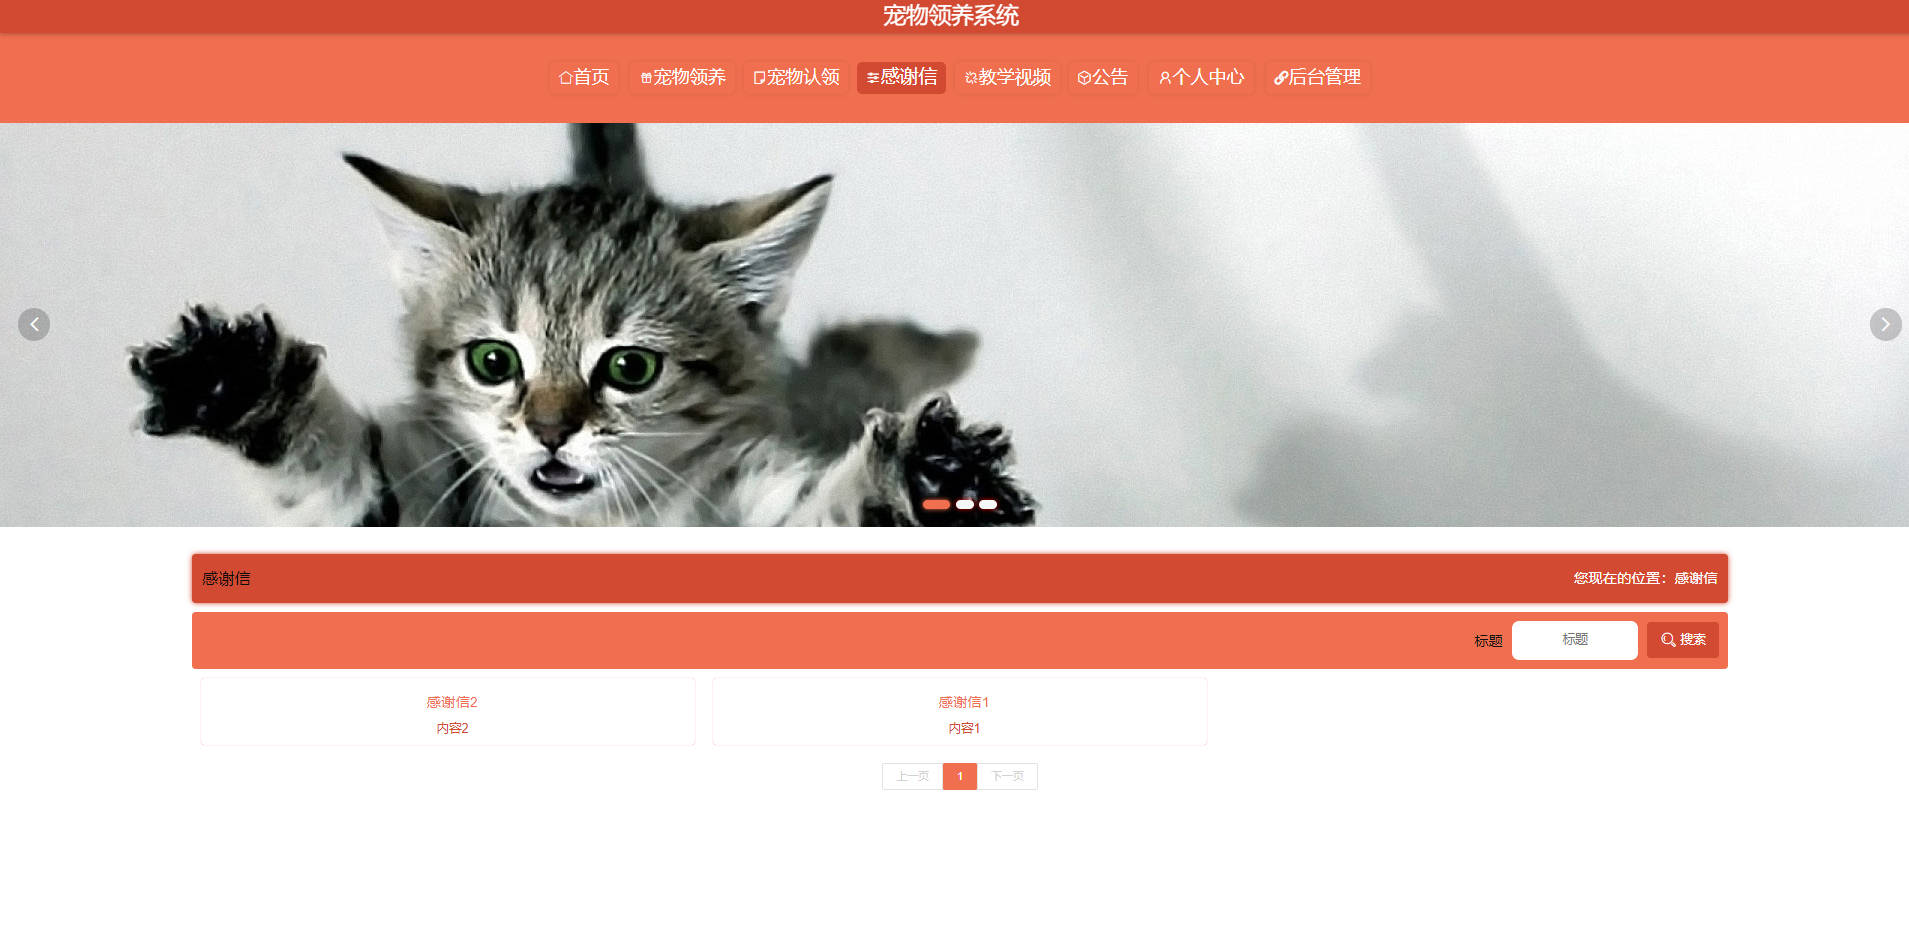 宠物领养系统
首页 宠物领养 宠物认领 感谢信 教学视频 公告 个人中心 后台管理
感谢信 您现在的位置：感谢信
标题 标题 搜索
感谢信2 感谢信1
内容2 内容1
上一页 1 下一页